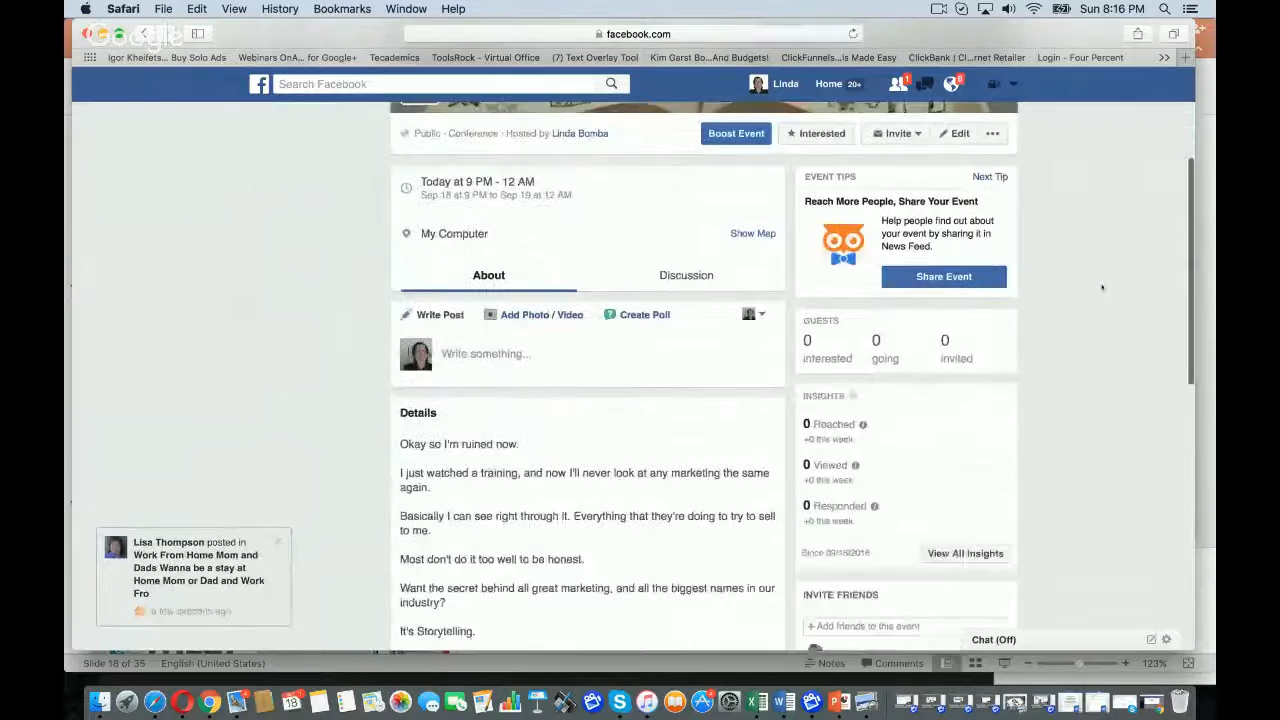 Safari File Edit View History Bookmarks Window Help Sun 8:16 PM
Google
facebook.com
Igor Kheifets... Buy Solo Ads Webinars OnA... for Google+ Tecademics ToolsRock - Virtual Office (7) Text Overlay Tool Kim Garst Bo...And Budgets! ClickFunnels...Is Made Easy ClickBank | Cl...rnet Retailer Login - Four Percent
Search Facebook Linda Home 20+ 1 8
Public · Conference · Hosted by Linda Bomba Boost Event Interested Invite Edit
Today at 9 PM - 12 AM
Sep 18 at 9 PM to Sep 19 at 12 AM
My Computer Show Map
About Discussion
Write Post Add Photo / Video Create Poll
Write something...
Details
Okay so I'm ruined now.
I just watched a training, and now I'll never look at any marketing the same
again.
Basically I can see right through it. Everything that they're doing to try to sell
to me.
Most don't do it too well to be honest.
Want the secret behind all great marketing, and all the biggest names in our
industry?
It's Storytelling.
EVENT TIPS Next Tip
Reach More People, Share Your Event
Help people find out about
your event by sharing it in
News Feed.
Share Event
GUESTS
0 0 0
interested going invited
INSIGHTS
0 Reached
+0 this week
0 Viewed
+0 this week
0 Responded
+0 this week
Since 09/18/2016 View All Insights
INVITE FRIENDS
+ Add friends to this event
Chat (Off)
Lisa Thompson posted in
Work From Home Mom and
Dads Wanna be a stay at
Home Mom or Dad and Work
Fro
a few seconds ago
Slide 18 of 35 English (United States) Notes Comments 123%